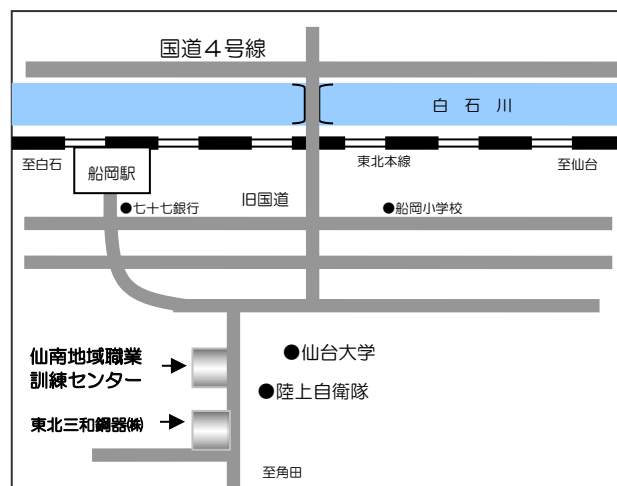 国道４号線
白 石 川
至白石
東北本線
至仙台
船岡駅
●七十七銀行
旧国道
●船岡小学校
仙南地域職業
訓練センター
●仙台大学
●陸上自衛隊
東北三和鋼器㈱
至角田